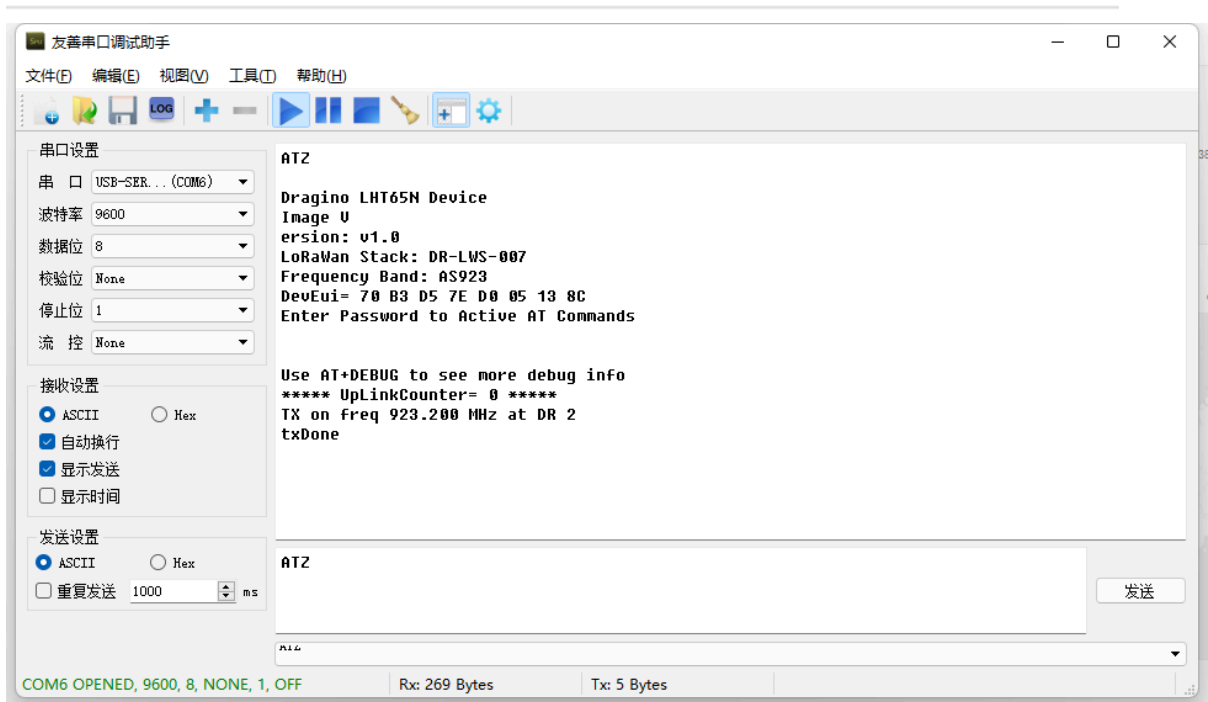 友善串口调试助手
文件(F) 编辑(E) 视图(V) 工具(T) 帮助(H)
LOG
串口设置
串 口 USB-SER...(COM6)
波特率 9600
数据位 8
校验位 None
停止位 1
流 控 None
接收设置
ASCII Hex
自动换行
显示发送
显示时间
发送设置
ASCII Hex
重复发送 1000 ms
ATZ
Dragino LHT65N Device
Image V
ersion: v1.0
LoRaWan Stack: DR-LWS-007
Frequency Band: AS923
DevEui= 70 B3 D5 7E D0 05 13 8C
Enter Password to Active AT Commands
Use AT+DEBUG to see more debug info
***** UpLinkCounter= 0 *****
TX on freq 923.200 MHz at DR 2
txDone
ATZ
发送
ATZ
COM6 OPENED, 9600, 8, NONE, 1, OFF Rx: 269 Bytes Tx: 5 Bytes